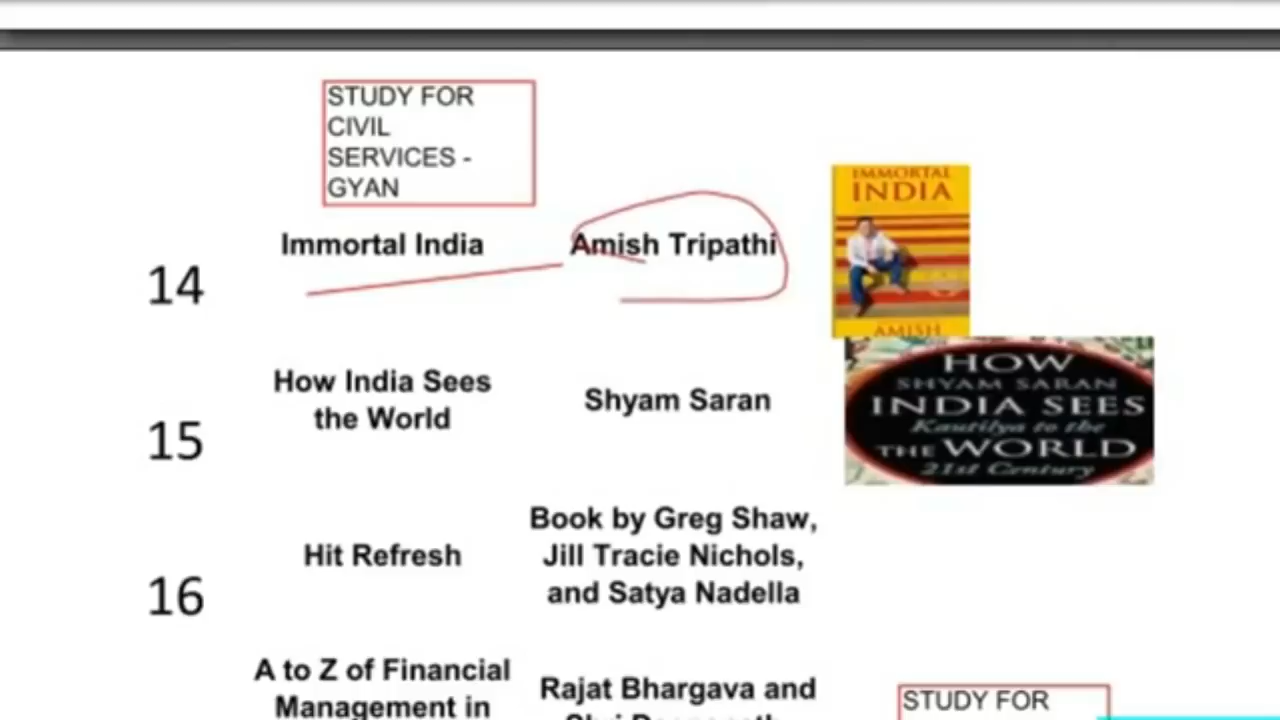 STUDY FOR
CIVIL
SERVICES -
GYAN
14
Immortal India
Amish Tripathi
IMMORTAL
INDIA
AMISH
15
How India Sees
the World
Shyam Saran
HOW
SHYAM SARAN
INDIA SEES
Kautilya to the
THE WORLD
21st Century
16
Hit Refresh
Book by Greg Shaw,
Jill Tracie Nichols,
and Satya Nadella
A to Z of Financial
Management in
Rajat Bhargava and
STUDY FOR